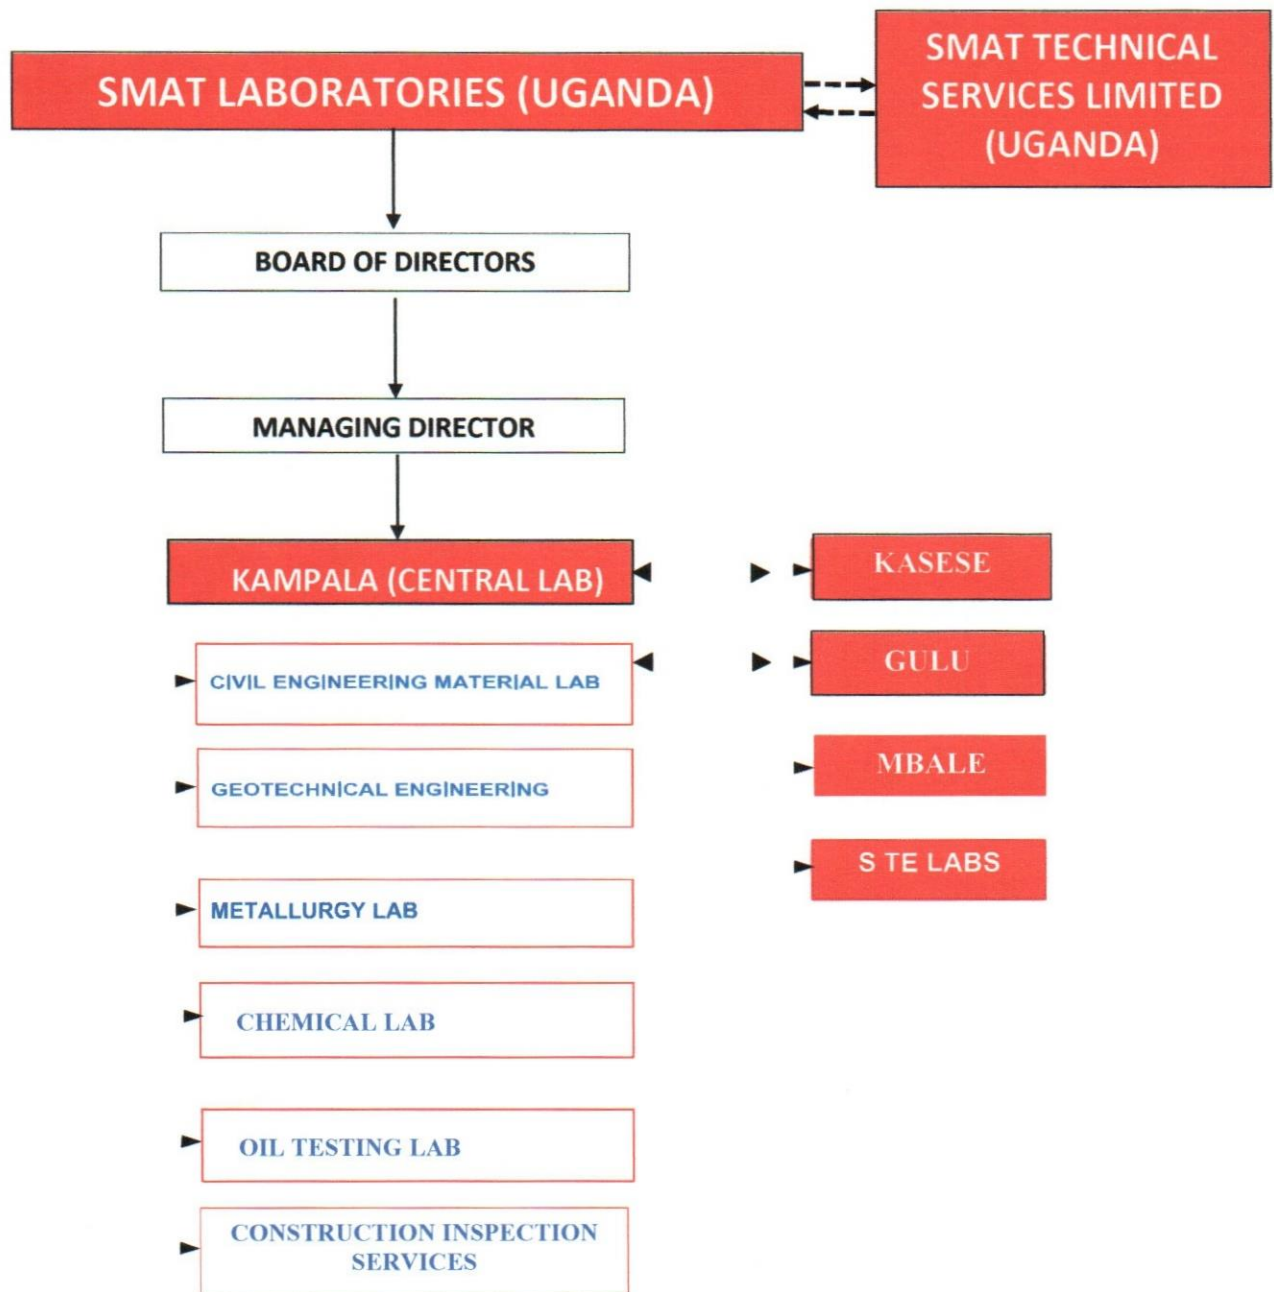 SMAT LABORATORIES (UGANDA)
SMAT TECHNICAL
SERVICES LIMITED
(UGANDA)
BOARD OF DIRECTORS
MANAGING DIRECTOR
KAMPALA (CENTRAL LAB)
CIVIL ENGINEERING MATERIAL LAB
GEOTECHNICAL ENGINEERING
METALLURGY LAB
CHEMICAL LAB
OIL TESTING LAB
CONSTRUCTION INSPECTION
SERVICES
KASESE
GULU
MBALE
S TE LABS